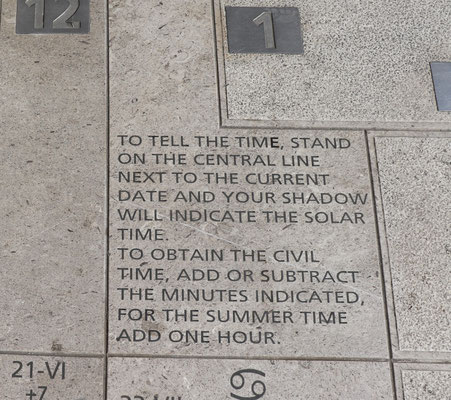 12
1
TO TELL THE TIME, STAND
ON THE CENTRAL LINE
NEXT TO THE CURRENT
DATE AND YOUR SHADOW
WILL INDICATE THE SOLAR
TIME.
TO OBTAIN THE CIVIL
TIME, ADD OR SUBTRACT
THE MINUTES INDICATED,
FOR THE SUMMER TIME
ADD ONE HOUR.
21-VI
+7
♋